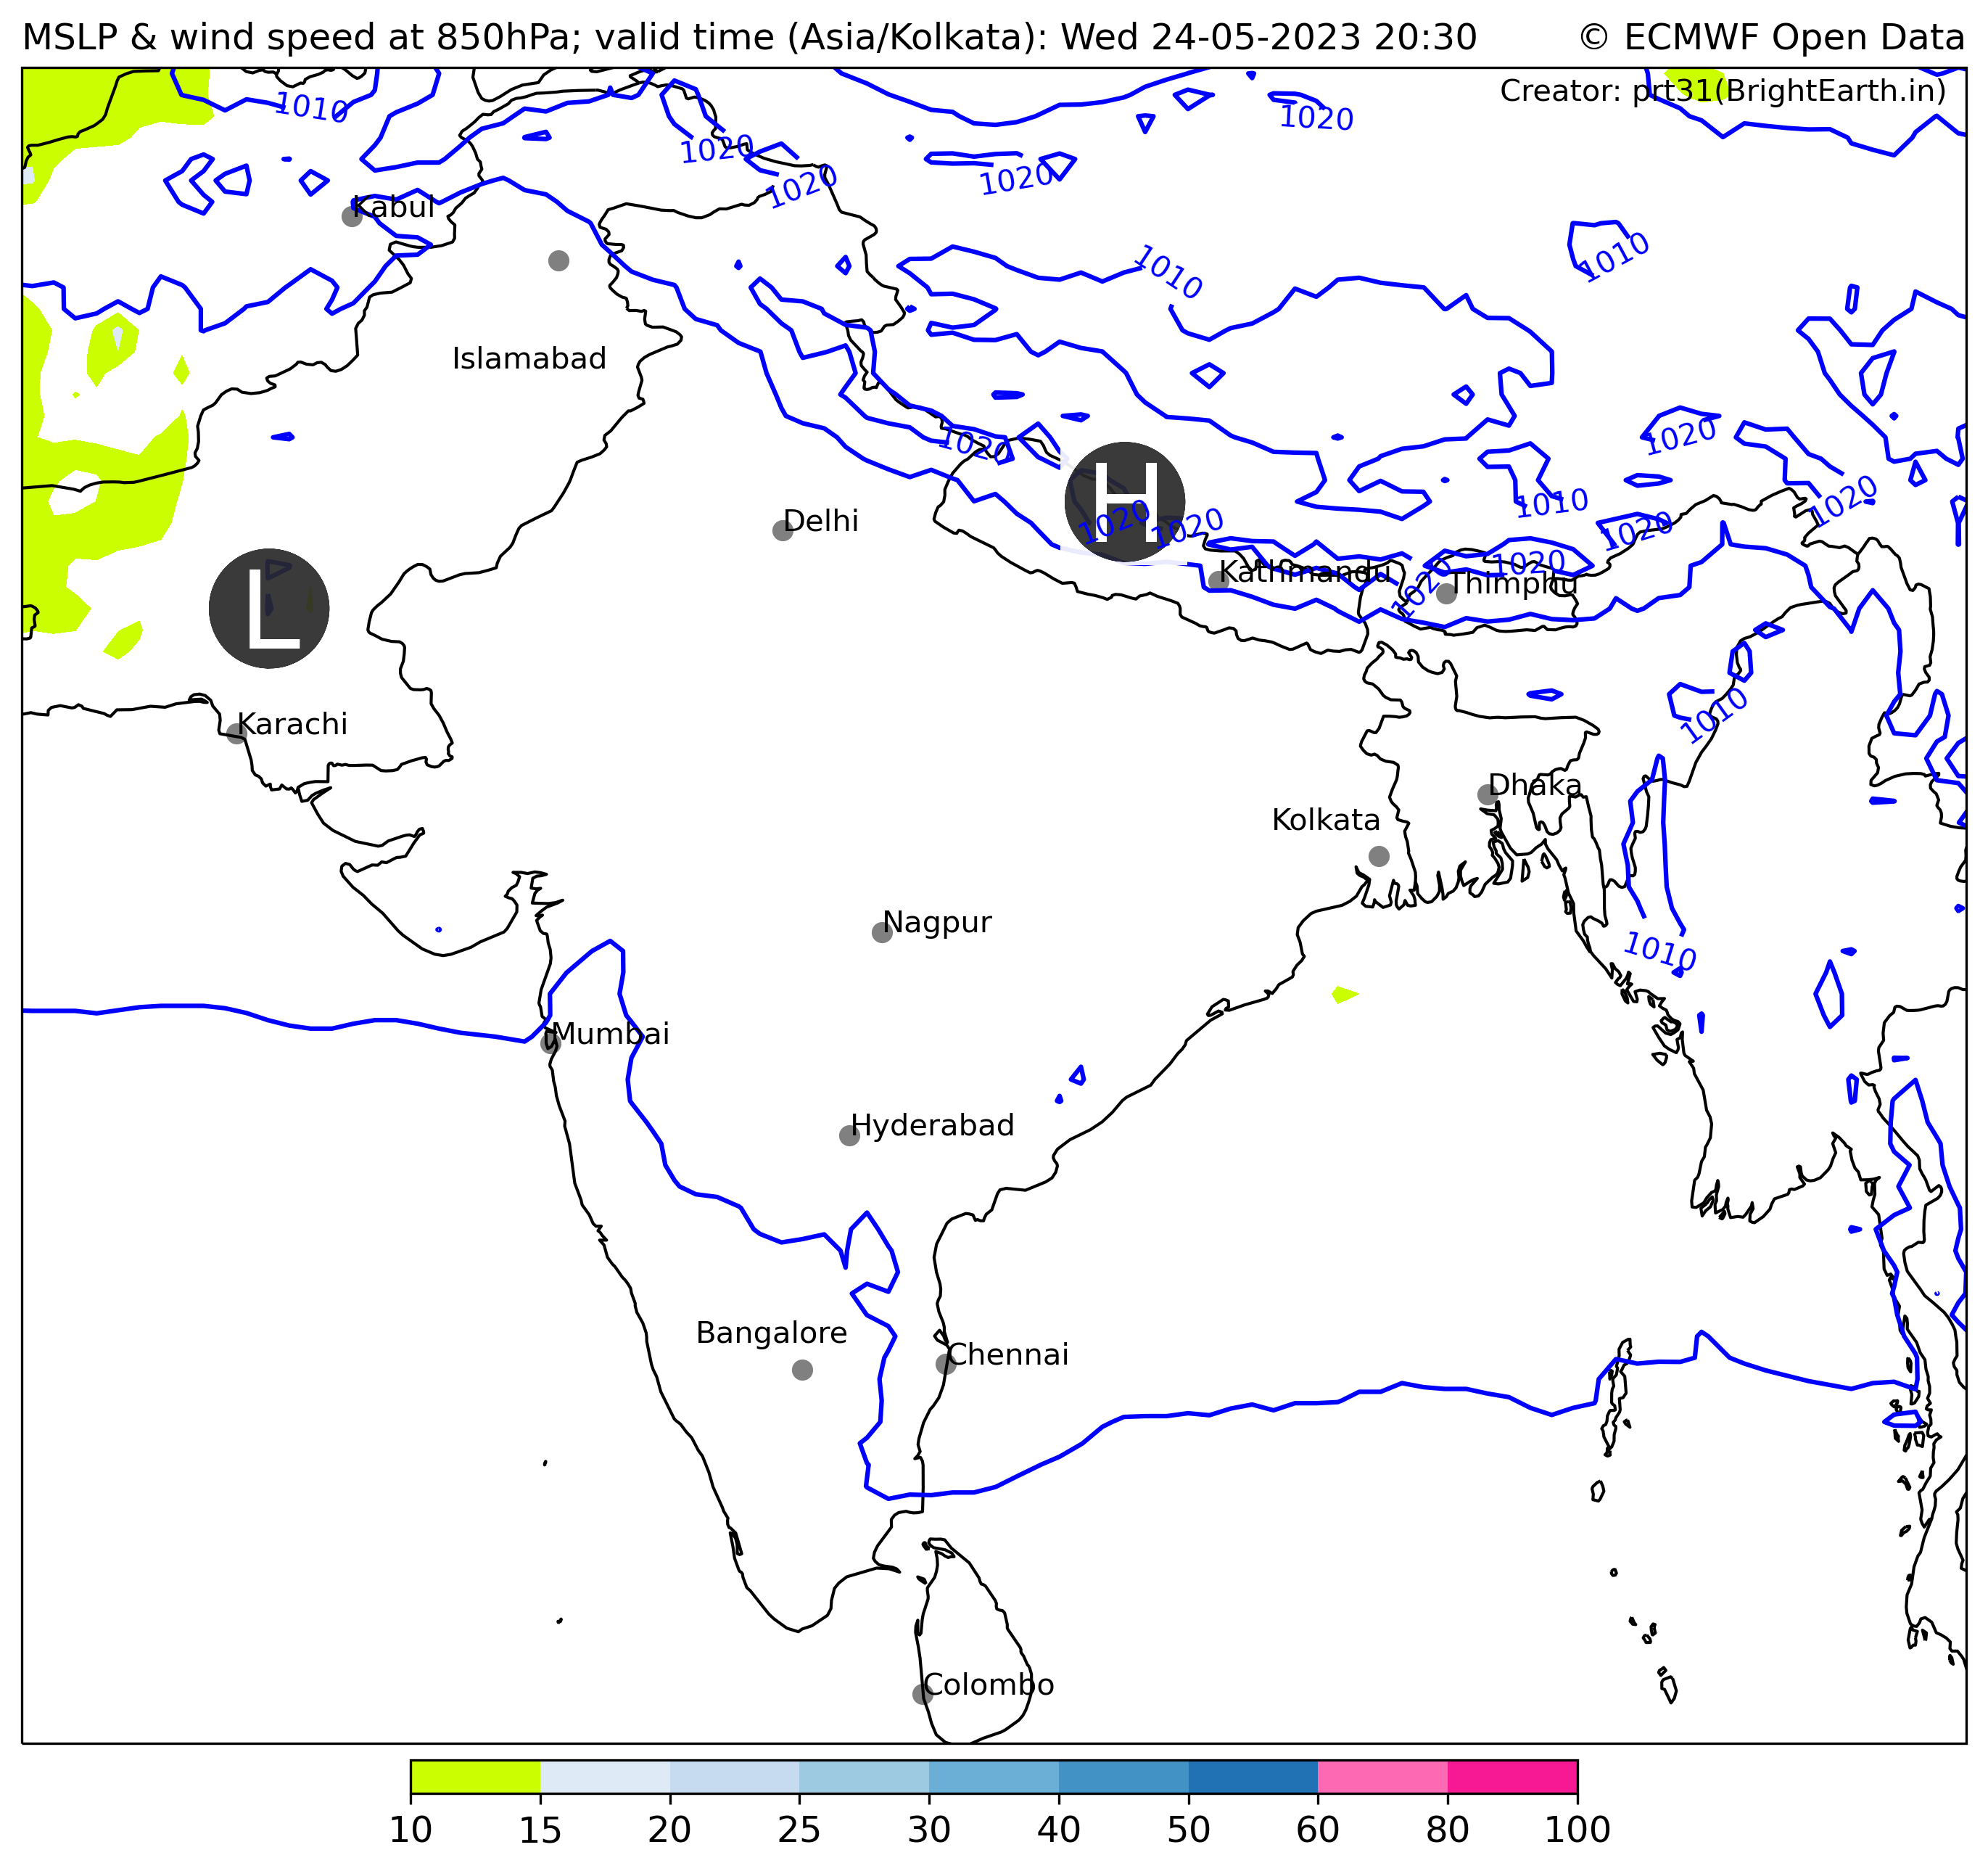 MSLP & wind speed at 850hPa; valid time (Asia/Kolkata): Wed 24-05-2023 20:30
© ECMWF Open Data
Creator: prt31(BrightEarth.in)
1010
1020
1020
1020
1020
Kabul
1010
1010
Islamabad
1020
1020
H
1010
1020
Delhi
1020
1020
1020
1020
Kathmandu
1020
Thimphu
L
1010
Karachi
Dhaka
Kolkata
Nagpur
1010
Mumbai
Hyderabad
Bangalore
Chennai
Colombo
10 15 20 25 30 40 50 60 80 100